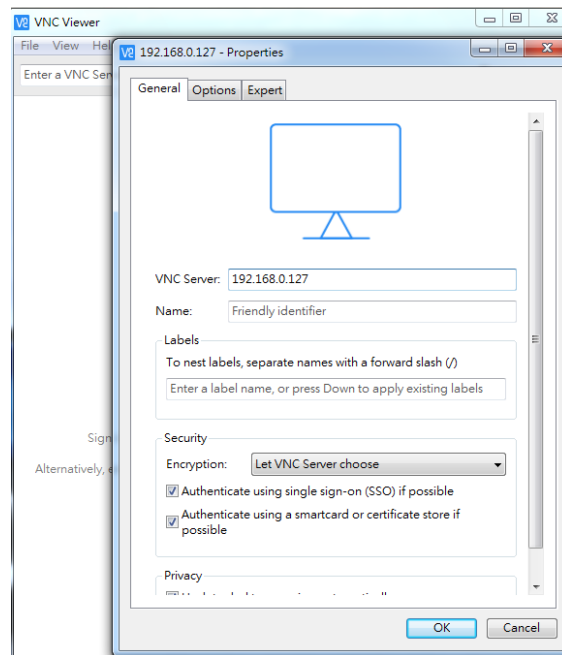 VNC Viewer
File View Hel
Enter a VNC Ser
192.168.0.127 - Properties
General Options Expert
VNC Server: 192.168.0.127
Name: Friendly identifier
Labels
To nest labels, separate names with a forward slash (/)
Enter a label name, or press Down to apply existing labels
Sign
Alternatively, e
Security
Encryption: Let VNC Server choose
Authenticate using single sign-on (SSO) if possible
Authenticate using a smartcard or certificate store if
possible
Privacy
OK Cancel